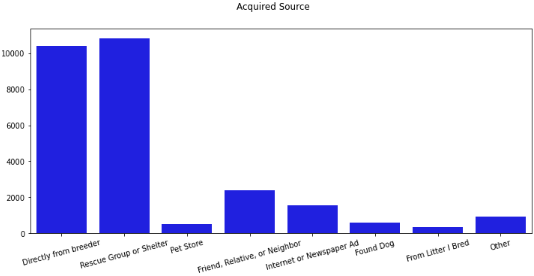 Acquired Source
10000
8000
6000
4000
2000
0
Directly from breeder
Rescue Group or Shelter
Pet Store
Friend, Relative, or Neighbor
Internet or Newspaper Ad
Found Dog
From Litter I Bred
Other